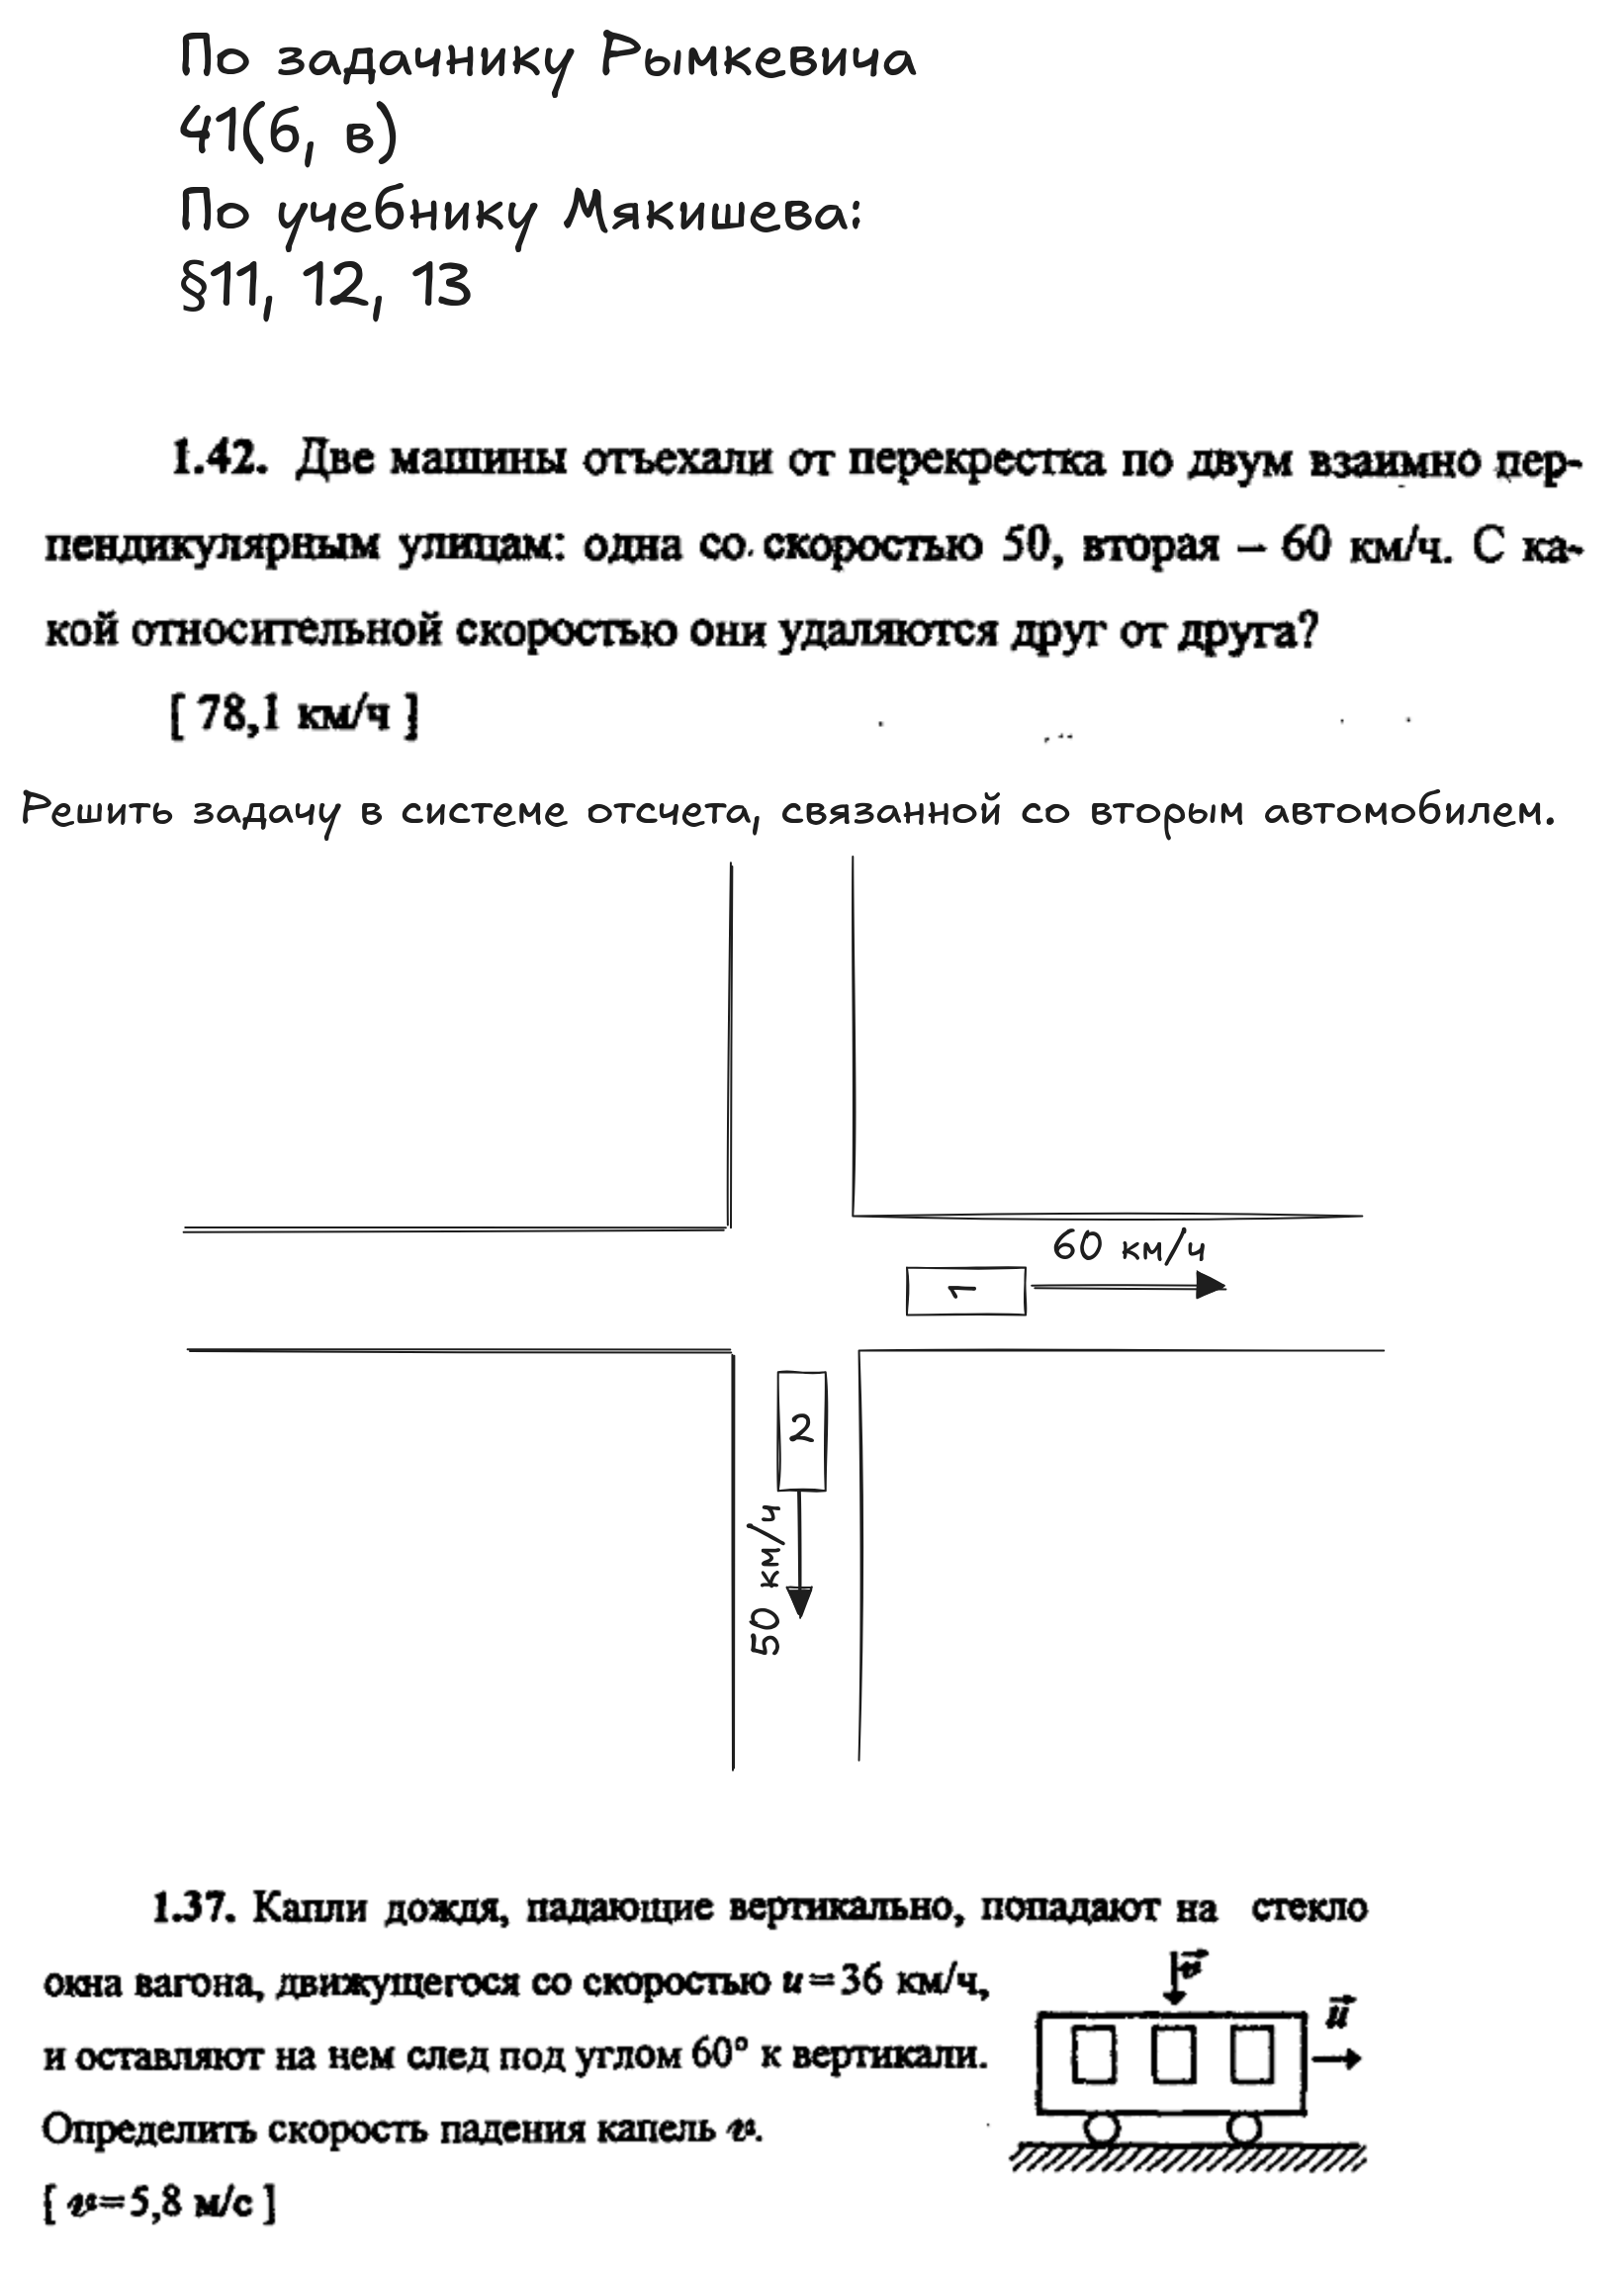 По задачнику Рымкевича
41(б, в)
По учебнику Мякишева:
§11, 12, 13
1.42. Две машины отъехали от перекрестка по двум взаимно пер-
пендикулярным улицам: одна со скоростью 50, вторая – 60 км/ч. С ка-
кой относительной скоростью они удаляются друг от друга?
[ 78,1 км/ч ]
Решить задачу в системе отсчета, связанной со вторым автомобилем.
60 км/ч
1
2
50 км/ч
1.37. Капли дождя, падающие вертикально, попадают на стекло
окна вагона, движущегося со скоростью u=36 км/ч,
и оставляют на нем след под углом 60° к вертикали.
Определить скорость падения капель v.
[ v=5,8 м/с ]
v
u